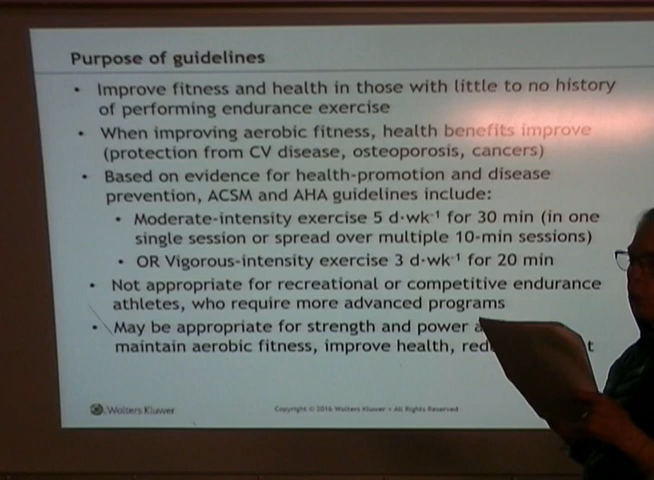 Purpose of guidelines
• Improve fitness and health in those with little to no history
of performing endurance exercise
• When improving aerobic fitness, health benefits improve
(protection from CV disease, osteoporosis, cancers)
• Based on evidence for health-promotion and disease
prevention, ACSM and AHA guidelines include:
• Moderate-intensity exercise 5 d·wk⁻¹ for 30 min (in one
single session or spread over multiple 10-min sessions)
• OR Vigorous-intensity exercise 3 d·wk⁻¹ for 20 min
• Not appropriate for recreational or competitive endurance
athletes, who require more advanced programs
• May be appropriate for strength and power
maintain aerobic fitness, improve health,
Wolters Kluwer
Copyright © 2016 Wolters Kluwer • All Rights Reserved